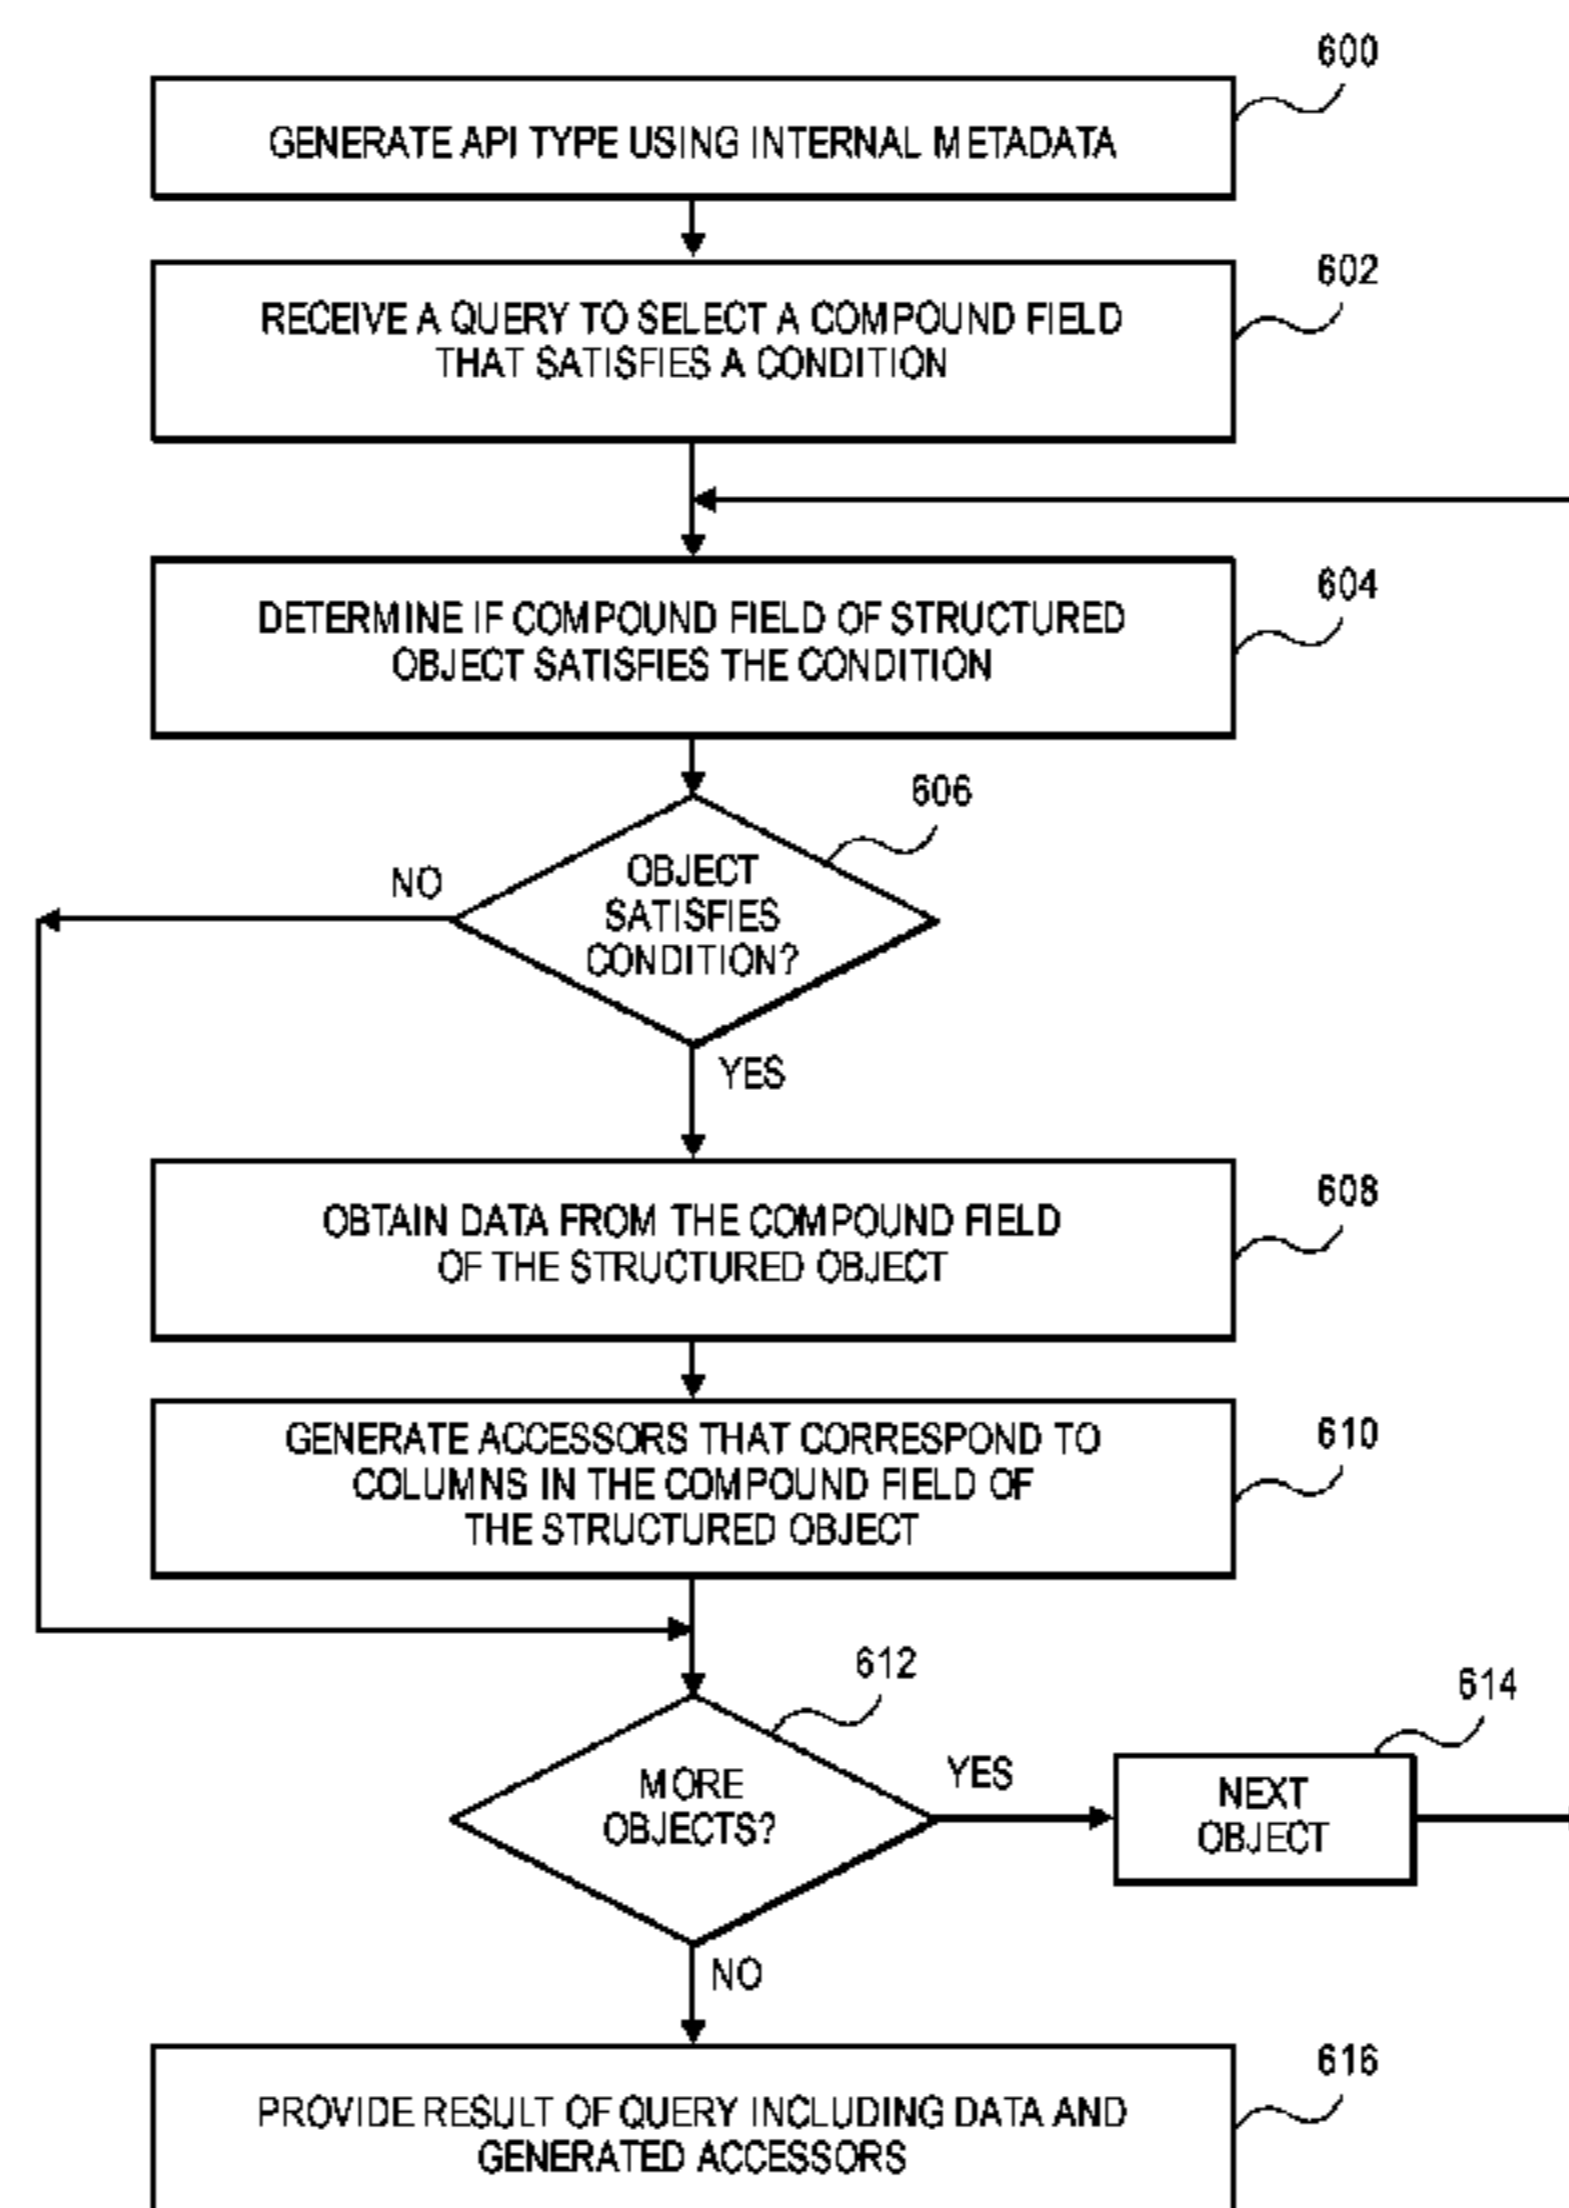 600
GENERATE API TYPE USING INTERNAL METADATA
602
RECEIVE A QUERY TO SELECT A COMPOUND FIELD
THAT SATISFIES A CONDITION
604
DETERMINE IF COMPOUND FIELD OF STRUCTURED
OBJECT SATISFIES THE CONDITION
606
NO
OBJECT
SATISFIES
CONDITION?
YES
608
OBTAIN DATA FROM THE COMPOUND FIELD
OF THE STRUCTURED OBJECT
610
GENERATE ACCESSORS THAT CORRESPOND TO
COLUMNS IN THE COMPOUND FIELD OF
THE STRUCTURED OBJECT
612
614
MORE
OBJECTS?
YES
NEXT
OBJECT
NO
616
PROVIDE RESULT OF QUERY INCLUDING DATA AND
GENERATED ACCESSORS